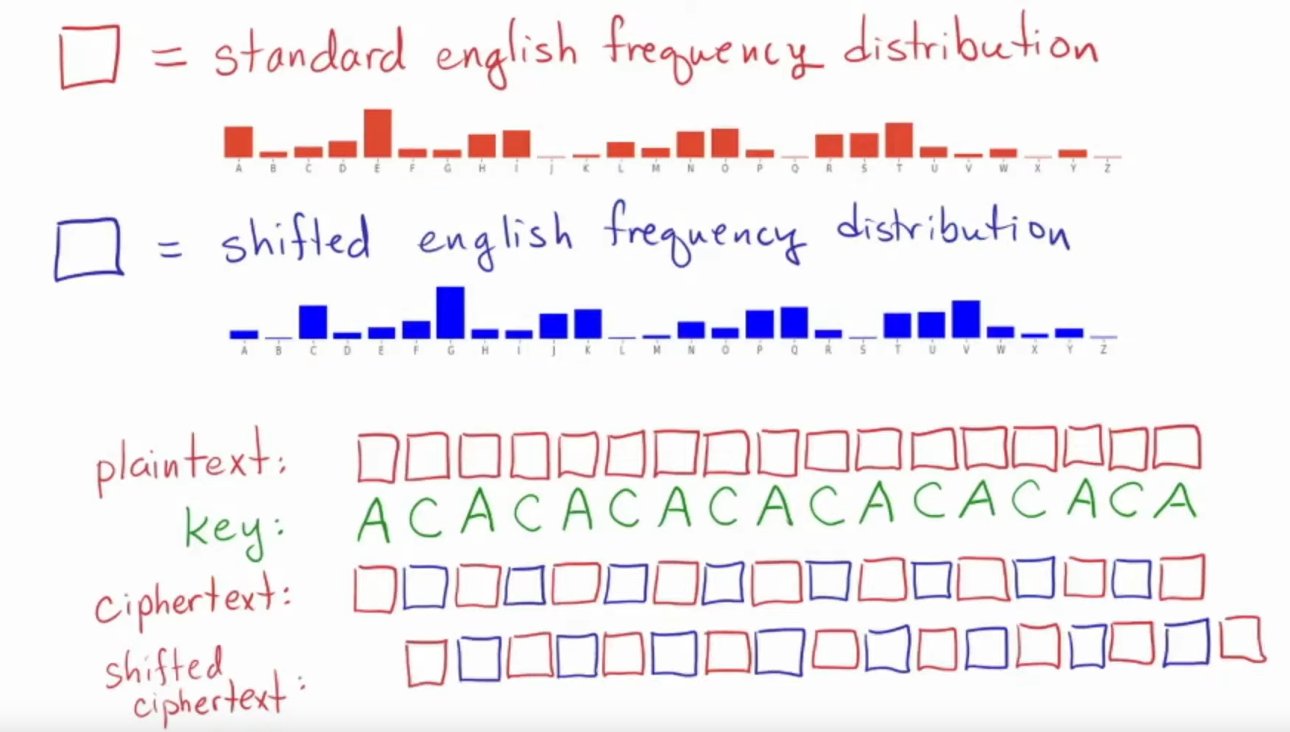 = standard english frequency distribution
A B C D E F G H I J K L M N O P Q R S T U V W X Y Z
= shifted english frequency distribution
A B C D E F G H I J K L M N O P Q R S T U V W X Y Z
plaintext:
key: A C A C A C A C A C A C A C A C A
ciphertext:
shifted
ciphertext: